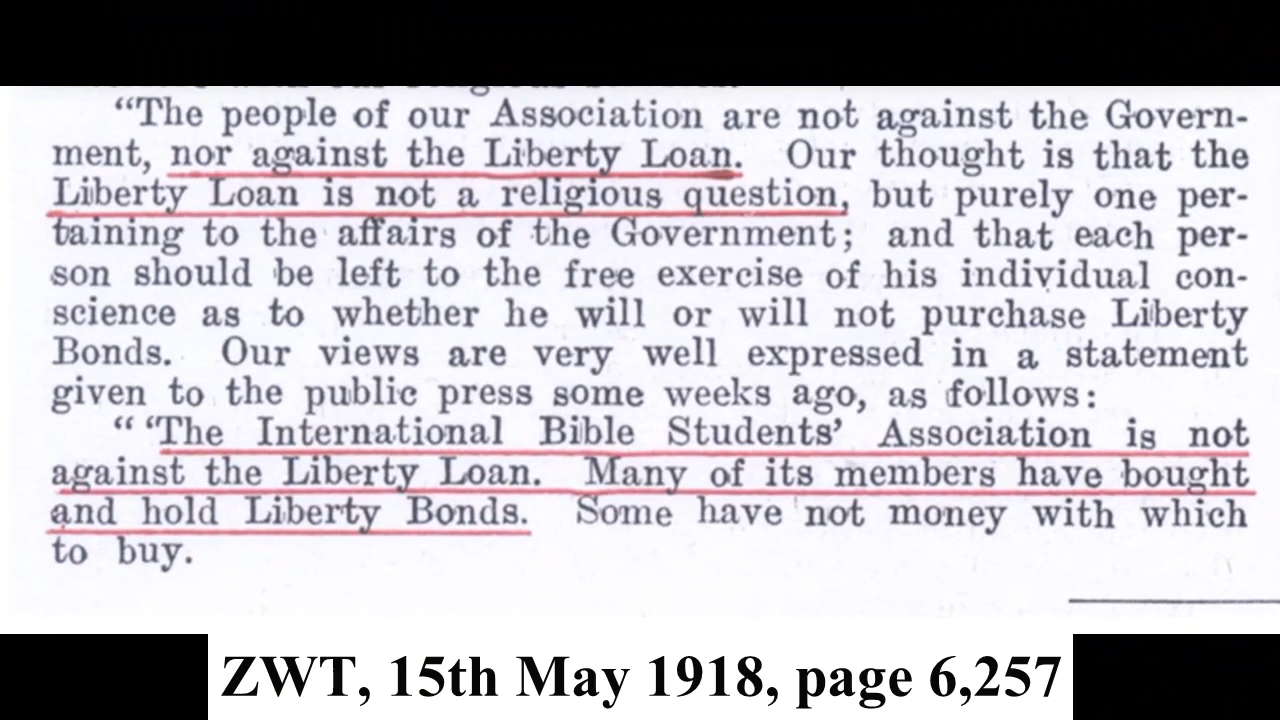 “The people of our Association are not against the Govern-
ment, nor against the Liberty Loan. Our thought is that the
Liberty Loan is not a religious question, but purely one per-
taining to the affairs of the Government; and that each per-
son should be left to the free exercise of his individual con-
science as to whether he will or will not purchase Liberty
Bonds. Our views are very well expressed in a statement
given to the public press some weeks ago, as follows:
“ ‘The International Bible Students’ Association is not
against the Liberty Loan. Many of its members have bought
and hold Liberty Bonds. Some have not money with which
to buy.
ZWT, 15th May 1918, page 6,257